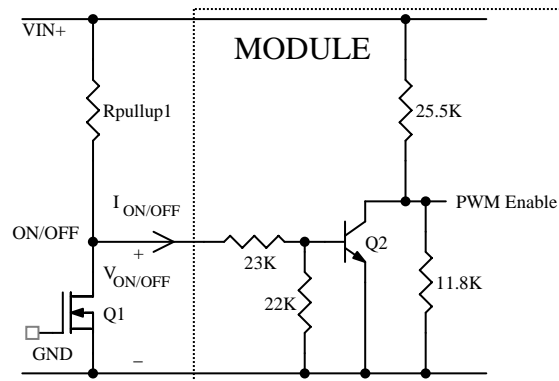 VIN+
MODULE
Rpullup1
25.5K
I ON/OFF
PWM Enable
ON/OFF
+
Q2
23K
V ON/OFF
22K
11.8K
Q1
GND
–